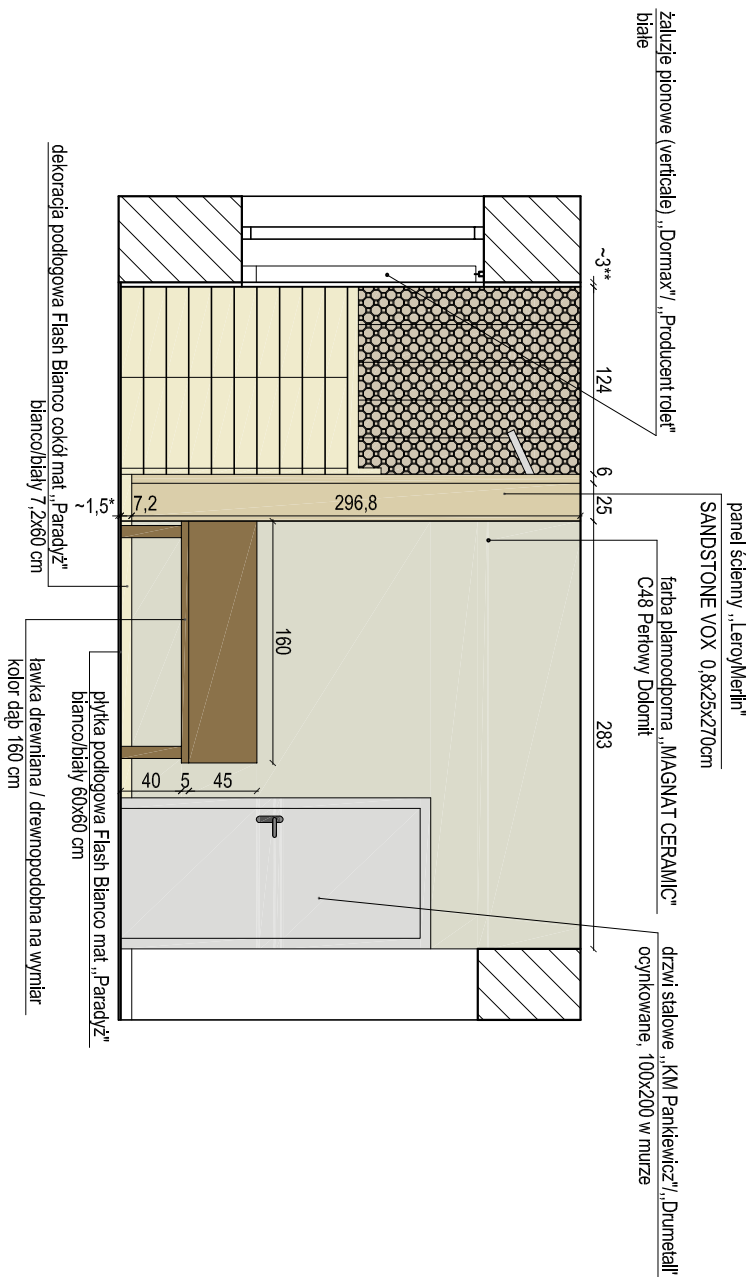 żaluzje pionowe (verticale) ,,Dormax"/ ,,Producent rolet"
białe
panel ścienny ,,LeroyMerlin"
SANDSTONE VOX 0,8x25x270cm
farba plamoodporna ,,MAGNAT CERAMIC"
C48 Perłowy Dolomit
drzwi stalowe ,,KM Pankiewicz"/,,Drumetall"
ocynkowane, 100x200 w murze
~3**
124
6
25
283
296,8
7,2
~1,5*
160
45
5
40
dekoracja podłogowa Flash Bianco cokół mat ,,Paradyż"
bianco/biały 7,2x60 cm
płytka podłogowa Flash Bianco mat ,,Paradyż"
bianco/biały 60x60 cm
ławka drewniana / drewnopodobna na wymiar
kolor dąb 160 cm